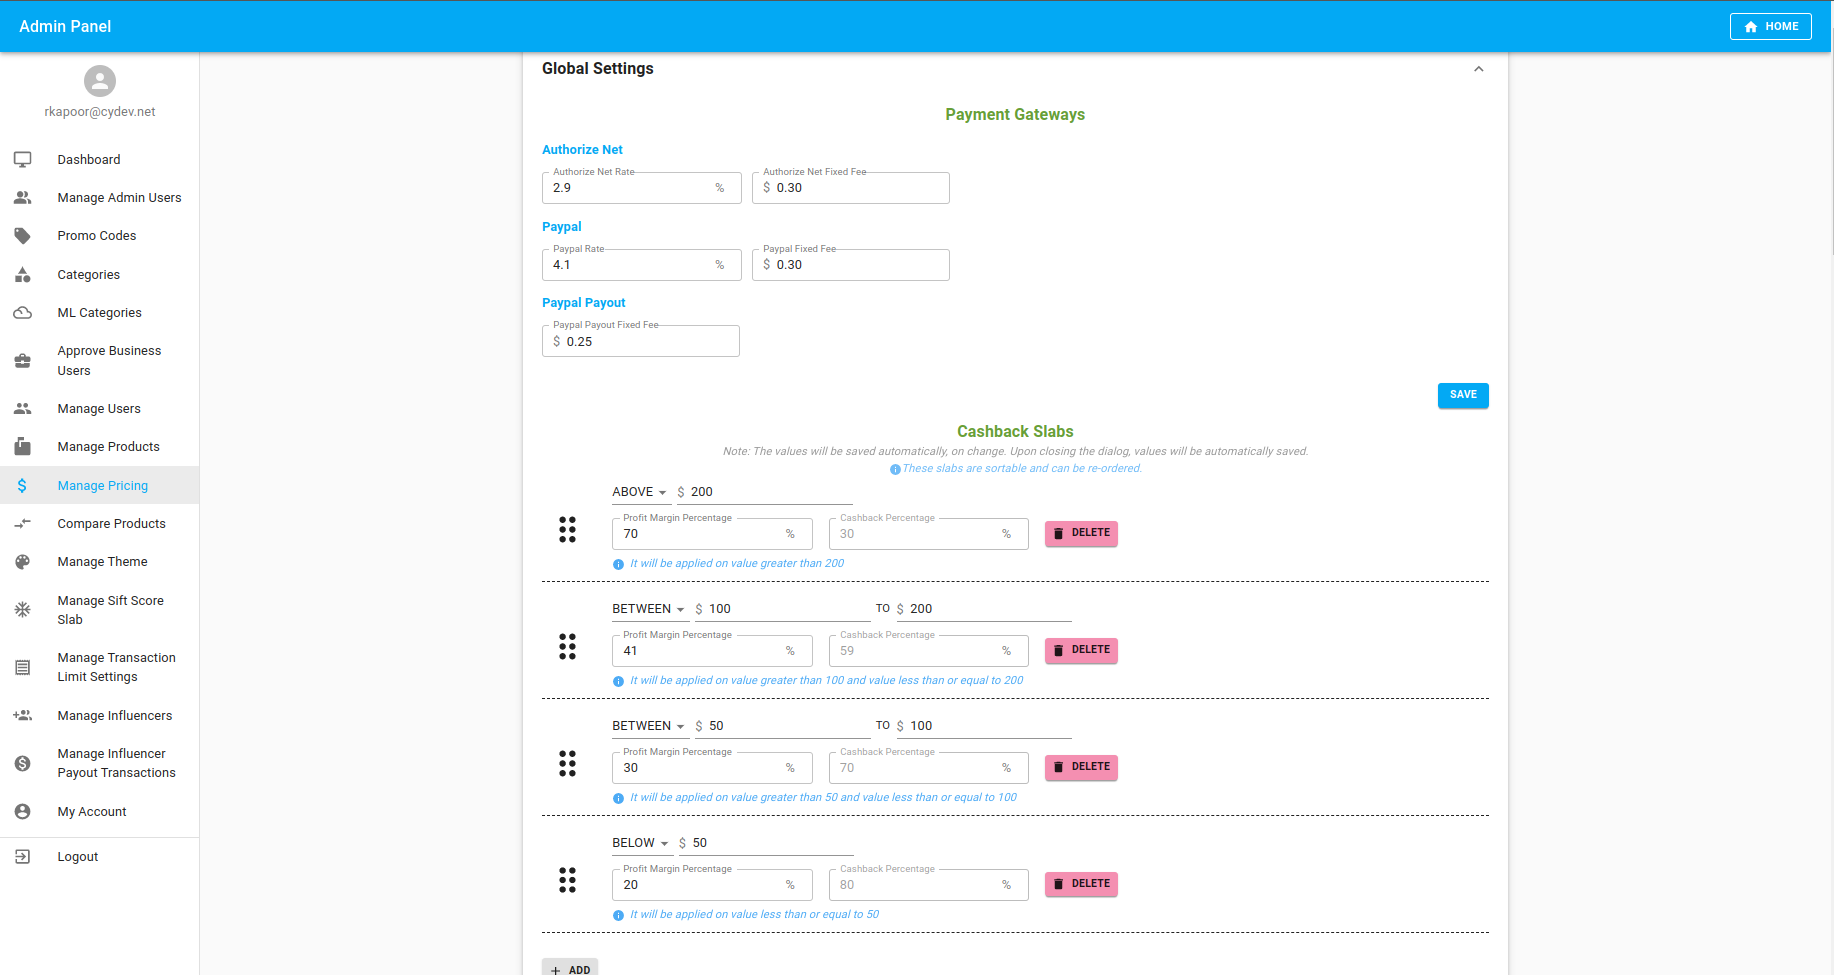 Admin Panel
HOME
rkapoor@cydev.net
Dashboard
Manage Admin Users
Promo Codes
Categories
ML Categories
Approve Business
Users
Manage Users
Manage Products
Manage Pricing
Compare Products
Manage Theme
Manage Sift Score
Slab
Manage Transaction
Limit Settings
Manage Influencers
Manage Influencer
Payout Transactions
My Account
Logout
Global Settings
Payment Gateways
Authorize Net
Authorize Net Rate
2.9 %
Authorize Net Fixed Fee
$ 0.30
Paypal
Paypal Rate
4.1 %
Paypal Fixed Fee
$ 0.30
Paypal Payout
Paypal Payout Fixed Fee
$ 0.25
SAVE
Cashback Slabs
Note: The values will be saved automatically, on change. Upon closing the dialog, values will be automatically saved.
These slabs are sortable and can be re-ordered.
ABOVE $ 200
Profit Margin Percentage
70 %
Cashback Percentage
30 %
DELETE
It will be applied on value greater than 200
BETWEEN $ 100 TO $ 200
Profit Margin Percentage
41 %
Cashback Percentage
59 %
DELETE
It will be applied on value greater than 100 and value less than or equal to 200
BETWEEN $ 50 TO $ 100
Profit Margin Percentage
30 %
Cashback Percentage
70 %
DELETE
It will be applied on value greater than 50 and value less than or equal to 100
BELOW $ 50
Profit Margin Percentage
20 %
Cashback Percentage
80 %
DELETE
It will be applied on value less than or equal to 50
+ ADD